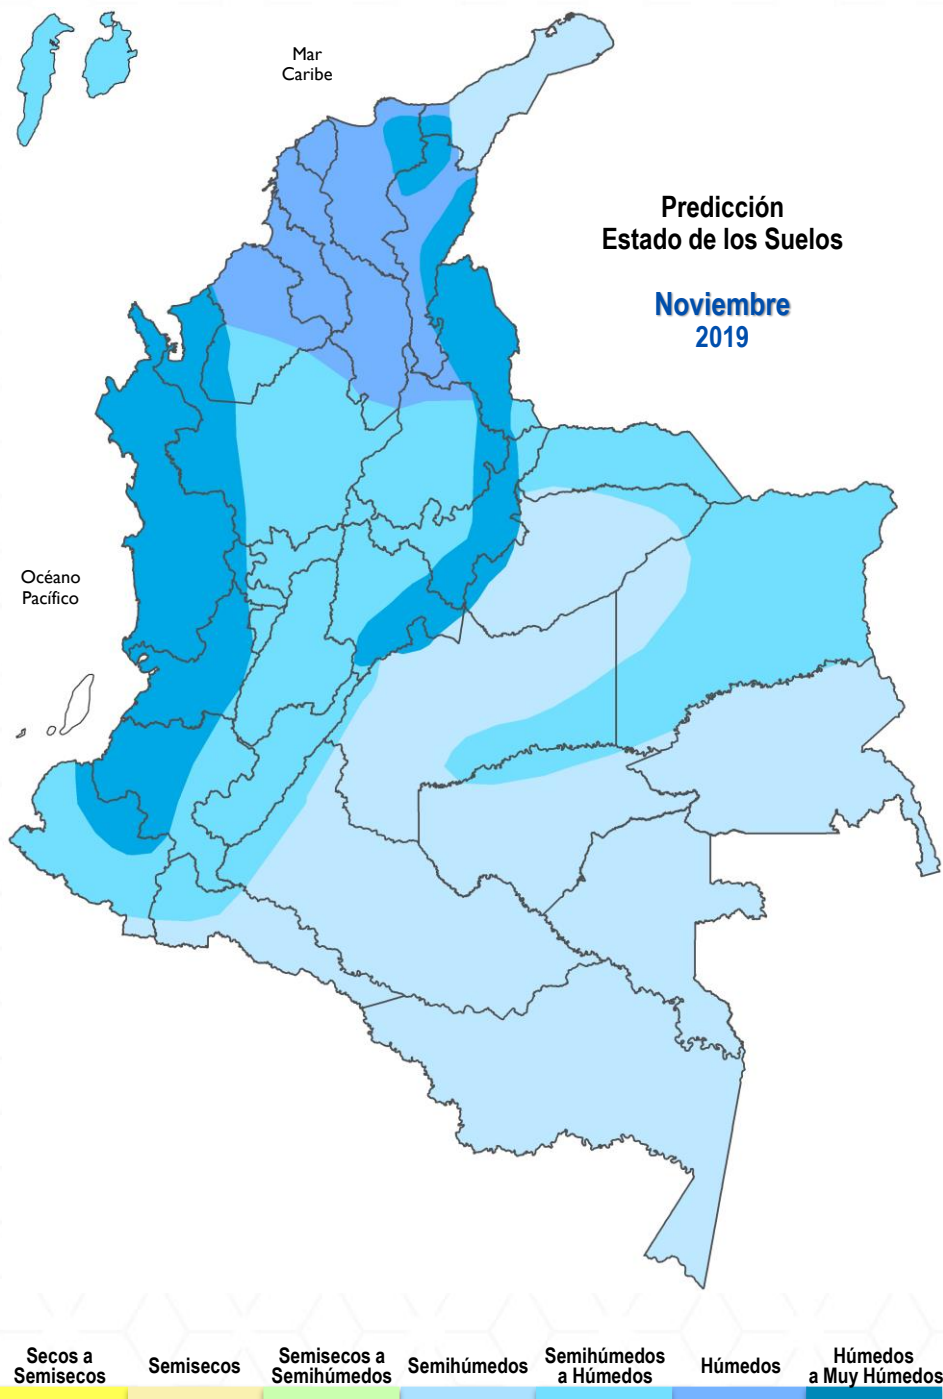 Mar
Caribe
Predicción
Estado de los Suelos
Noviembre
2019
Océano
Pacífico
Secos a
Semisecos
Semisecos
Semisecos a
Semihúmedos
Semihúmedos
Semihúmedos
a Húmedos
Húmedos
Húmedos
a Muy Húmedos